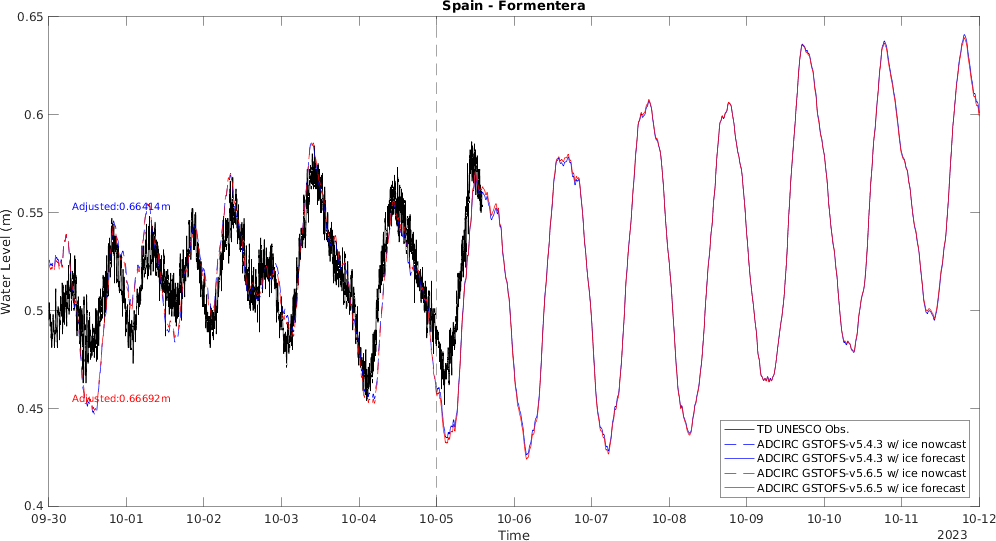 Spain - Formentera
Water Level (m)
0.65
0.6
0.55
0.5
0.45
0.4
Adjusted:0.66414m
Adjusted:0.66692m
TD UNESCO Obs.
ADCIRC GSTOFS-v5.4.3 w/ ice nowcast
ADCIRC GSTOFS-v5.4.3 w/ ice forecast
ADCIRC GSTOFS-v5.6.5 w/ ice nowcast
ADCIRC GSTOFS-v5.6.5 w/ ice forecast
09-30 10-01 10-02 10-03 10-04 10-05 10-06 10-07 10-08 10-09 10-10 10-11 10-12
Time
2023